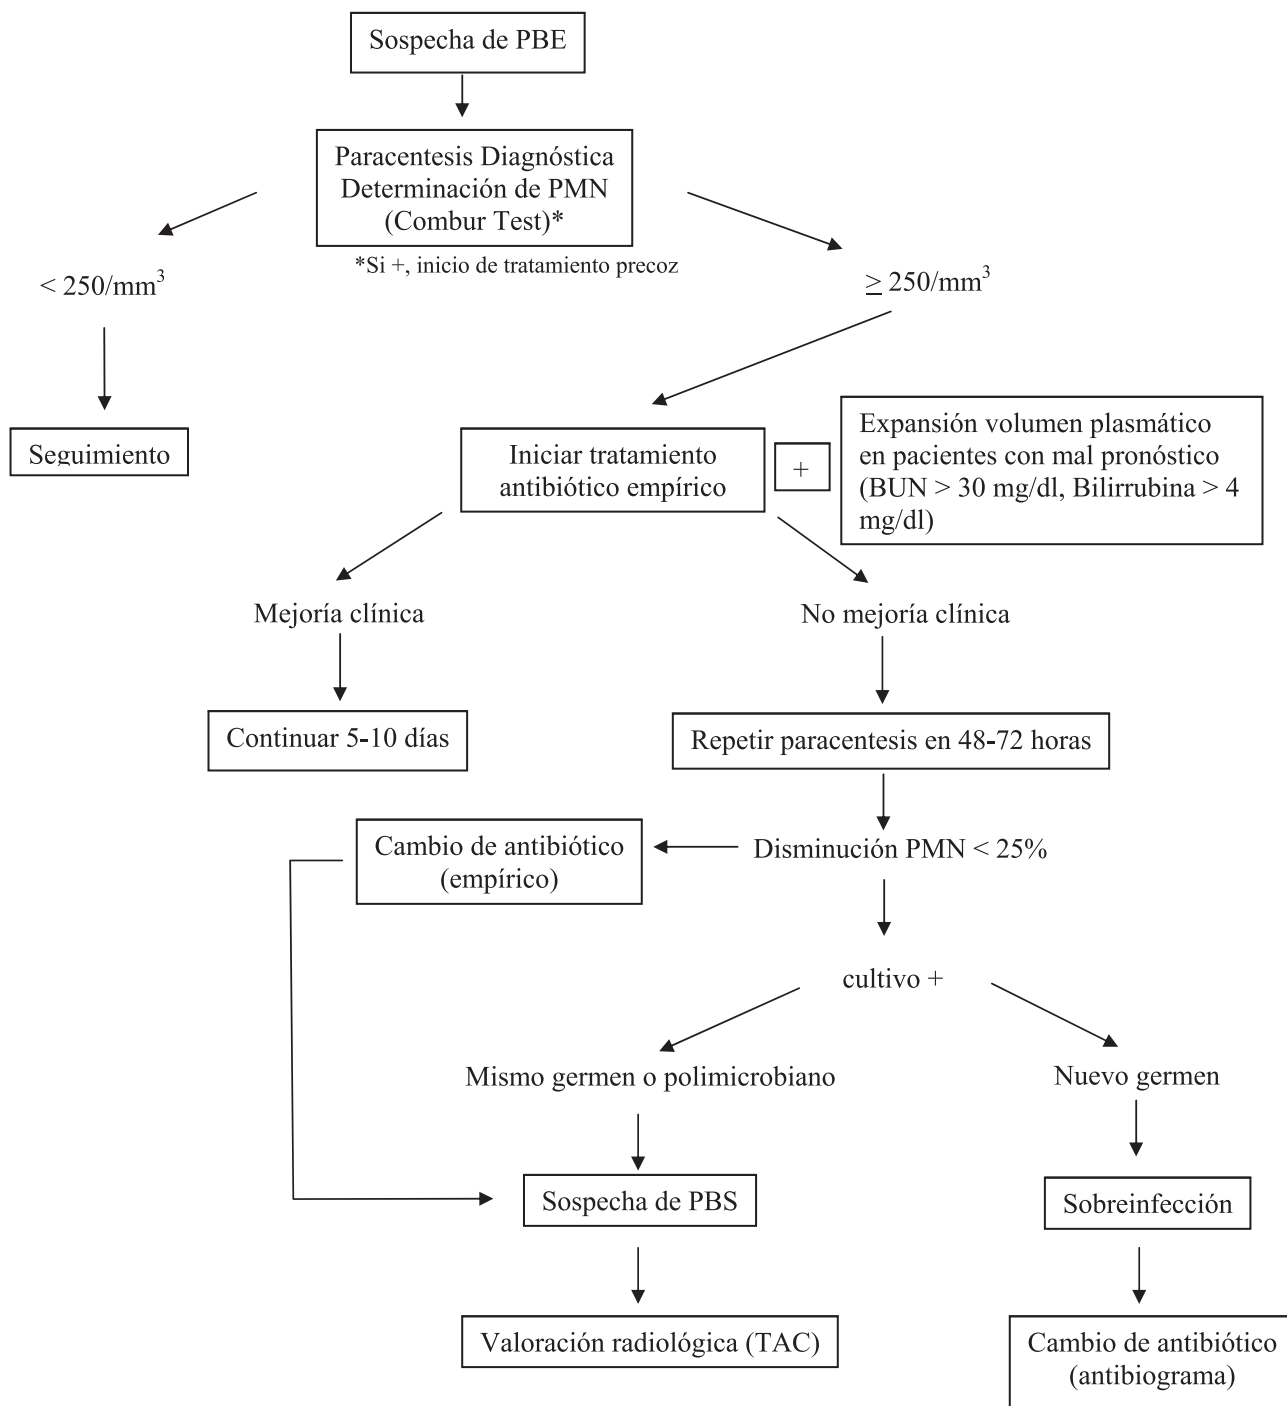 Sospecha de PBE
Paracentesis Diagnóstica
Determinación de PMN
(Combur Test)*
*Si +, inicio de tratamiento precoz
< 250/mm³
≥ 250/mm³
Seguimiento
Iniciar tratamiento
antibiótico empírico
+
Expansión volumen plasmático
en pacientes con mal pronóstico
(BUN > 30 mg/dl, Bilirrubina > 4
mg/dl)
Mejoría clínica
No mejoría clínica
Continuar 5-10 días
Repetir paracentesis en 48-72 horas
Cambio de antibiótico
(empírico)
Disminución PMN < 25%
cultivo +
Mismo germen o polimicrobiano
Nuevo germen
Sospecha de PBS
Sobreinfección
Valoración radiológica (TAC)
Cambio de antibiótico
(antibiograma)